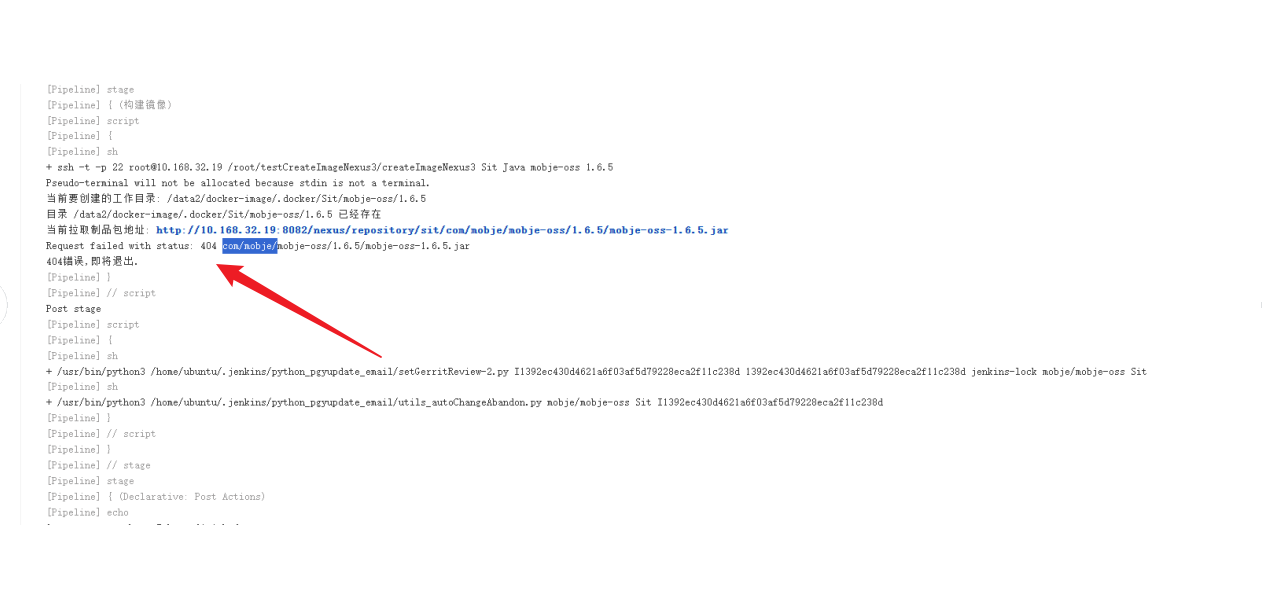 [Pipeline] stage
[Pipeline] { (构建镜像)
[Pipeline] script
[Pipeline] {
[Pipeline] sh
+ ssh -t -p 22 root@10.168.32.19 /root/testCreateImageNexus3/createImageNexus3 Sit Java mobje-oss 1.6.5
Pseudo-terminal will not be allocated because stdin is not a terminal.
当前要创建的工作目录: /data2/docker-image/.docker/Sit/mobje-oss/1.6.5
目录 /data2/docker-image/.docker/Sit/mobje-oss/1.6.5 已经存在
当前拉取制品包地址: http://10.168.32.19:8082/nexus/repository/sit/com/mobje/mobje-oss/1.6.5/mobje-oss-1.6.5.jar
Request failed with status: 404 com/mobje/mobje-oss/1.6.5/mobje-oss-1.6.5.jar
404错误,即将退出.
[Pipeline] }
[Pipeline] // script
Post stage
[Pipeline] script
[Pipeline] {
[Pipeline] sh
+ /usr/bin/python3 /home/ubuntu/.jenkins/python_pgyupdate_email/setGerritReview-2.py I1392ec430d4621a6f03af5d79228eca2f11c238d 1392ec430d4621a6f03af5d79228eca2f11c238d jenkins-lock mobje/mobje-oss Sit
[Pipeline] sh
+ /usr/bin/python3 /home/ubuntu/.jenkins/python_pgyupdate_email/utils_autoChangeAbandon.py mobje/mobje-oss Sit I1392ec430d4621a6f03af5d79228eca2f11c238d
[Pipeline] }
[Pipeline] // script
[Pipeline] }
[Pipeline] // stage
[Pipeline] stage
[Pipeline] { (Declarative: Post Actions)
[Pipeline] echo